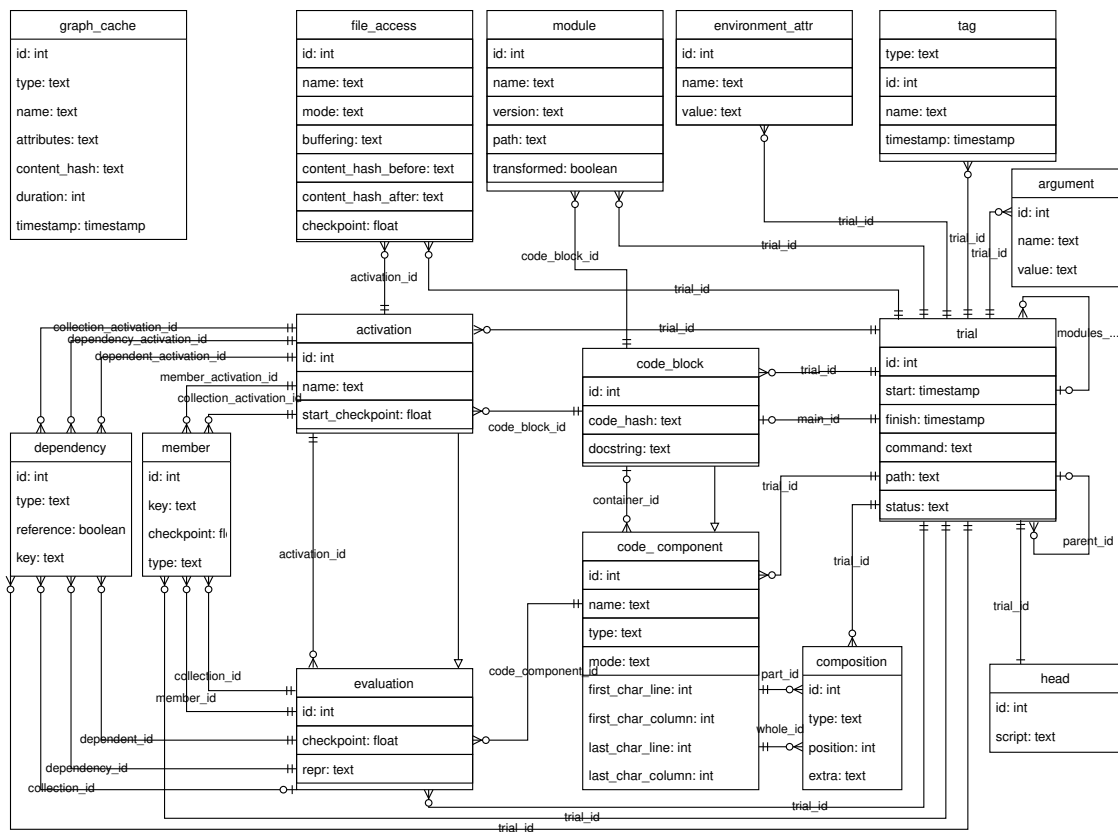 graph_cache
id: int
type: text
name: text
attributes: text
content_hash: text
duration: int
timestamp: timestamp
file_access
id: int
name: text
mode: text
buffering: text
content_hash_before: text
content_hash_after: text
checkpoint: float
module
id: int
name: text
version: text
path: text
transformed: boolean
environment_attr
id: int
name: text
value: text
tag
type: text
id: int
name: text
timestamp: timestamp
argument
id: int
name: text
value: text
trial_id
trial_id
trial_id
trial_id
code_block_id
activation_id
trial_id
collection_activation_id
dependency_activation_id
dependent_activation_id
member_activation_id
collection_activation_id
activation
id: int
name: text
start_checkpoint: float
trial_id
code_block_id
code_block
id: int
code_hash: text
docstring: text
trial_id
main_id
trial
id: int
start: timestamp
finish: timestamp
command: text
path: text
status: text
modules_...
parent_id
dependency
id: int
type: text
reference: boolean
key: text
member
id: int
key: text
checkpoint: fl
type: text
container_id
trial_id
activation_id
code_ component
id: int
name: text
type: text
mode: text
first_char_line: int
first_char_column: int
last_char_line: int
last_char_column: int
trial_id
trial_id
code_component_id
part_id
whole_id
composition
id: int
type: text
position: int
extra: text
head
id: int
script: text
collection_id
member_id
dependent_id
dependency_id
collection_id
evaluation
id: int
checkpoint: float
repr: text
trial_id
trial_id
trial_id